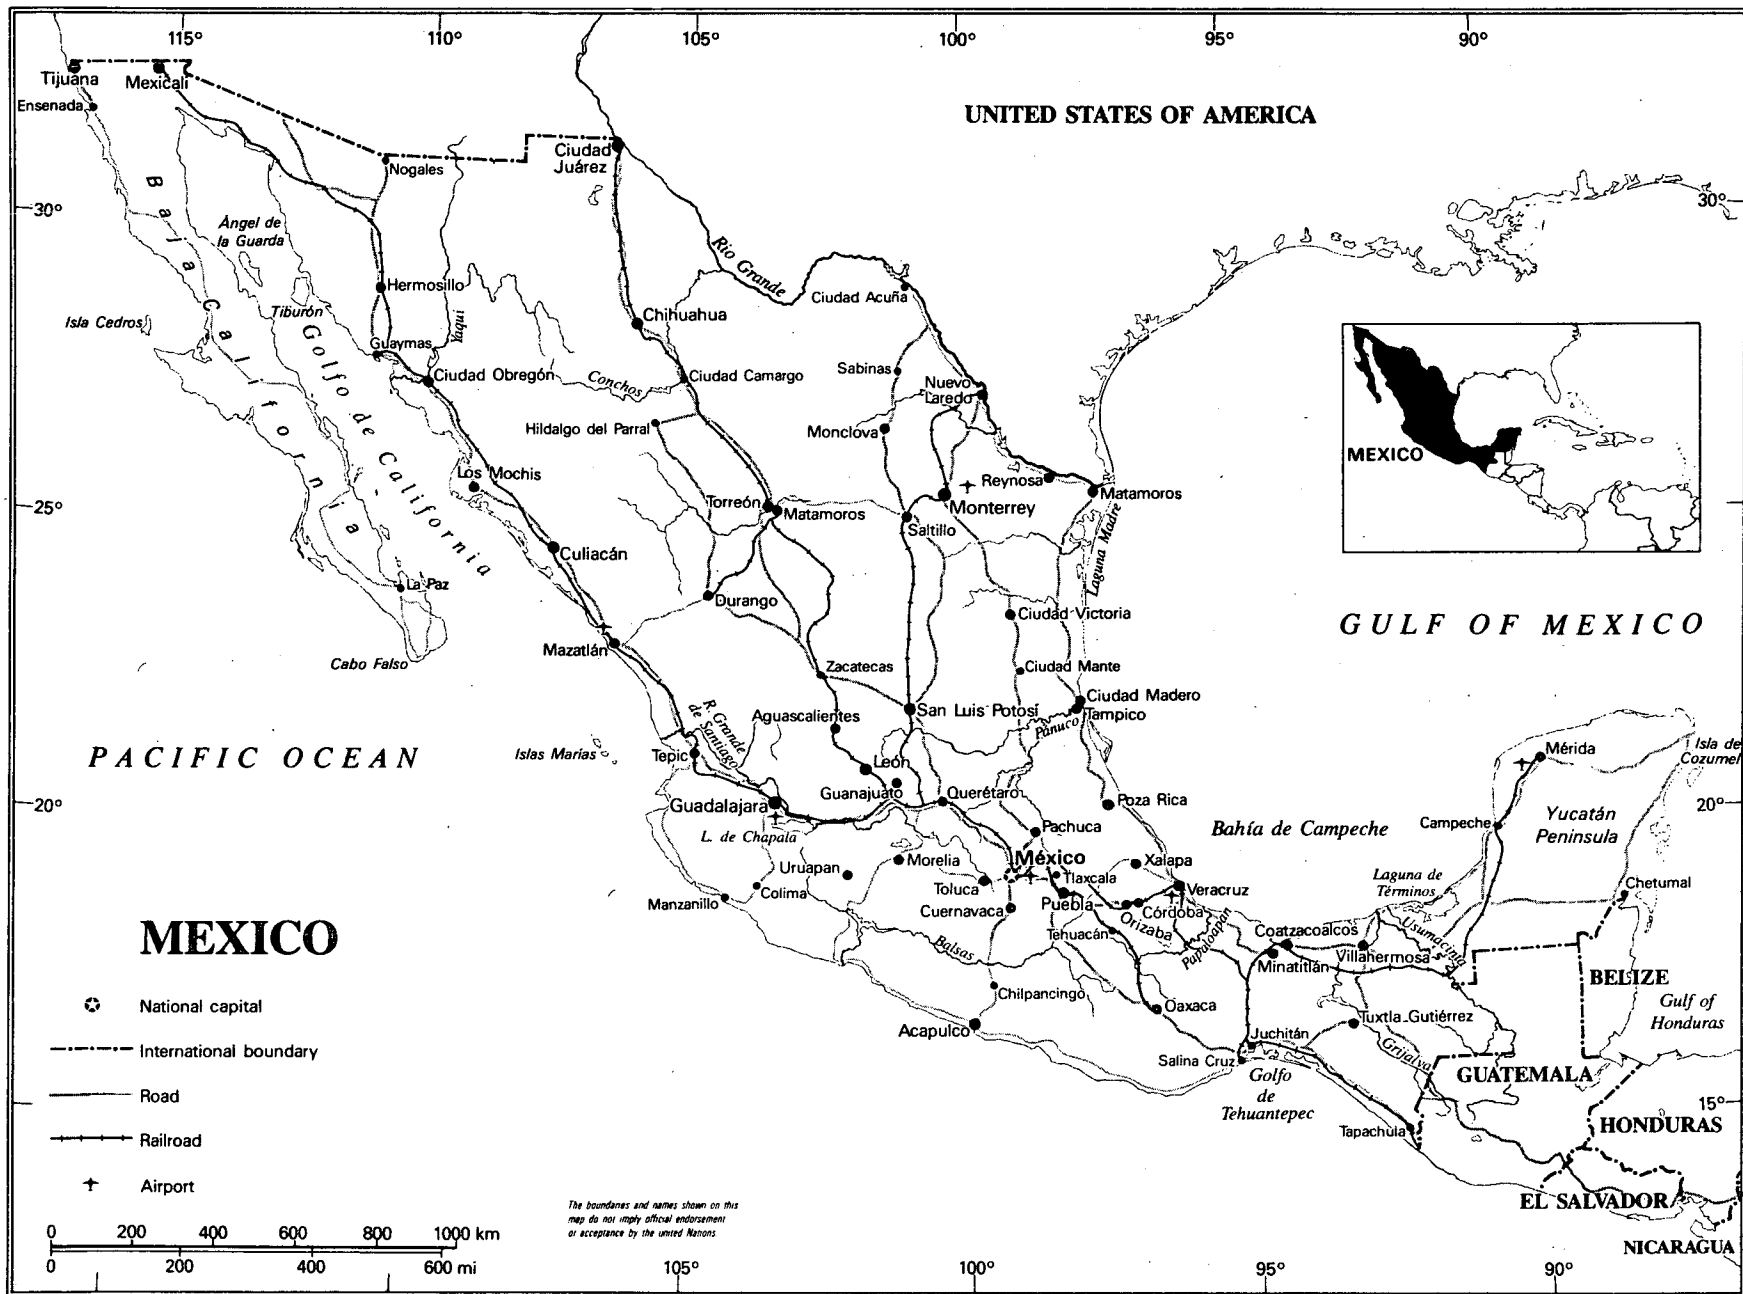 115°
110°
105°
100°
95°
90°
Tijuana
Mexicali
Ensenada
UNITED STATES OF AMERICA
Ciudad
Juárez
Nogales
30°
30°
Baja California
Ángel de
la Guarda
Rio Grande
Hermosillo
Ciudad Acuña
Tiburón
Isla Cedros
Yaqui
Chihuahua
Guaymas
Golfo de California
Ciudad Obregón
Conchos
Ciudad Camargo
Sabinas
Nuevo
Laredo
Hildalgo del Parral
Monclova
MEXICO
Los Mochis
Reynosa
Matamoros
25°
Torreón
Matamoros
Monterrey
Saltillo
Laguna Madre
Culiacán
La Paz
Durango
Ciudad Victoria
GULF OF MEXICO
Mazatlán
Cabo Falso
Zacatecas
Ciudad Mante
Ciudad Madero
Tampico
San Luis Potosí
Pánuco
Aguascalientes
R. Grande
de Santiago
PACIFIC OCEAN
Islas Marías
Tepic
León
Mérida
Isla de
Cozumel
Guanajuato
Querétaro
20°
Guadalajara
Poza Rica
20°
L. de Chapala
Pachuca
Bahía de Campeche
Campeche
Yucatán
Peninsula
Uruapan
Morelia
México
Xalapa
Toluca
Tlaxcala
Laguna de
Términos
Chetumal
Colima
Manzanillo
Cuernavaca
Puebla
Veracruz
Córdoba
Orizaba
Tehuacán
Papaloapan
Coatzacoalcos
Usumacinta
MEXICO
Balsas
Minatitlán
Villahermosa
BELIZE
National capital
Chilpancingo
Oaxaca
Gulf of
Honduras
Acapulco
Juchitán
Tuxtla Gutiérrez
International boundary
Salina Cruz
Grijalva
Golfo
de
Tehuantepec
GUATEMALA
Road
15°
HONDURAS
Railroad
Tapachula
Airport
EL SALVADOR
The boundaries and names shown on this
map do not imply official endorsement
or acceptance by the united Nations.
NICARAGUA
0 200 400 600 800 1000 km
0 200 400 600 mi
105°
100°
95°
90°